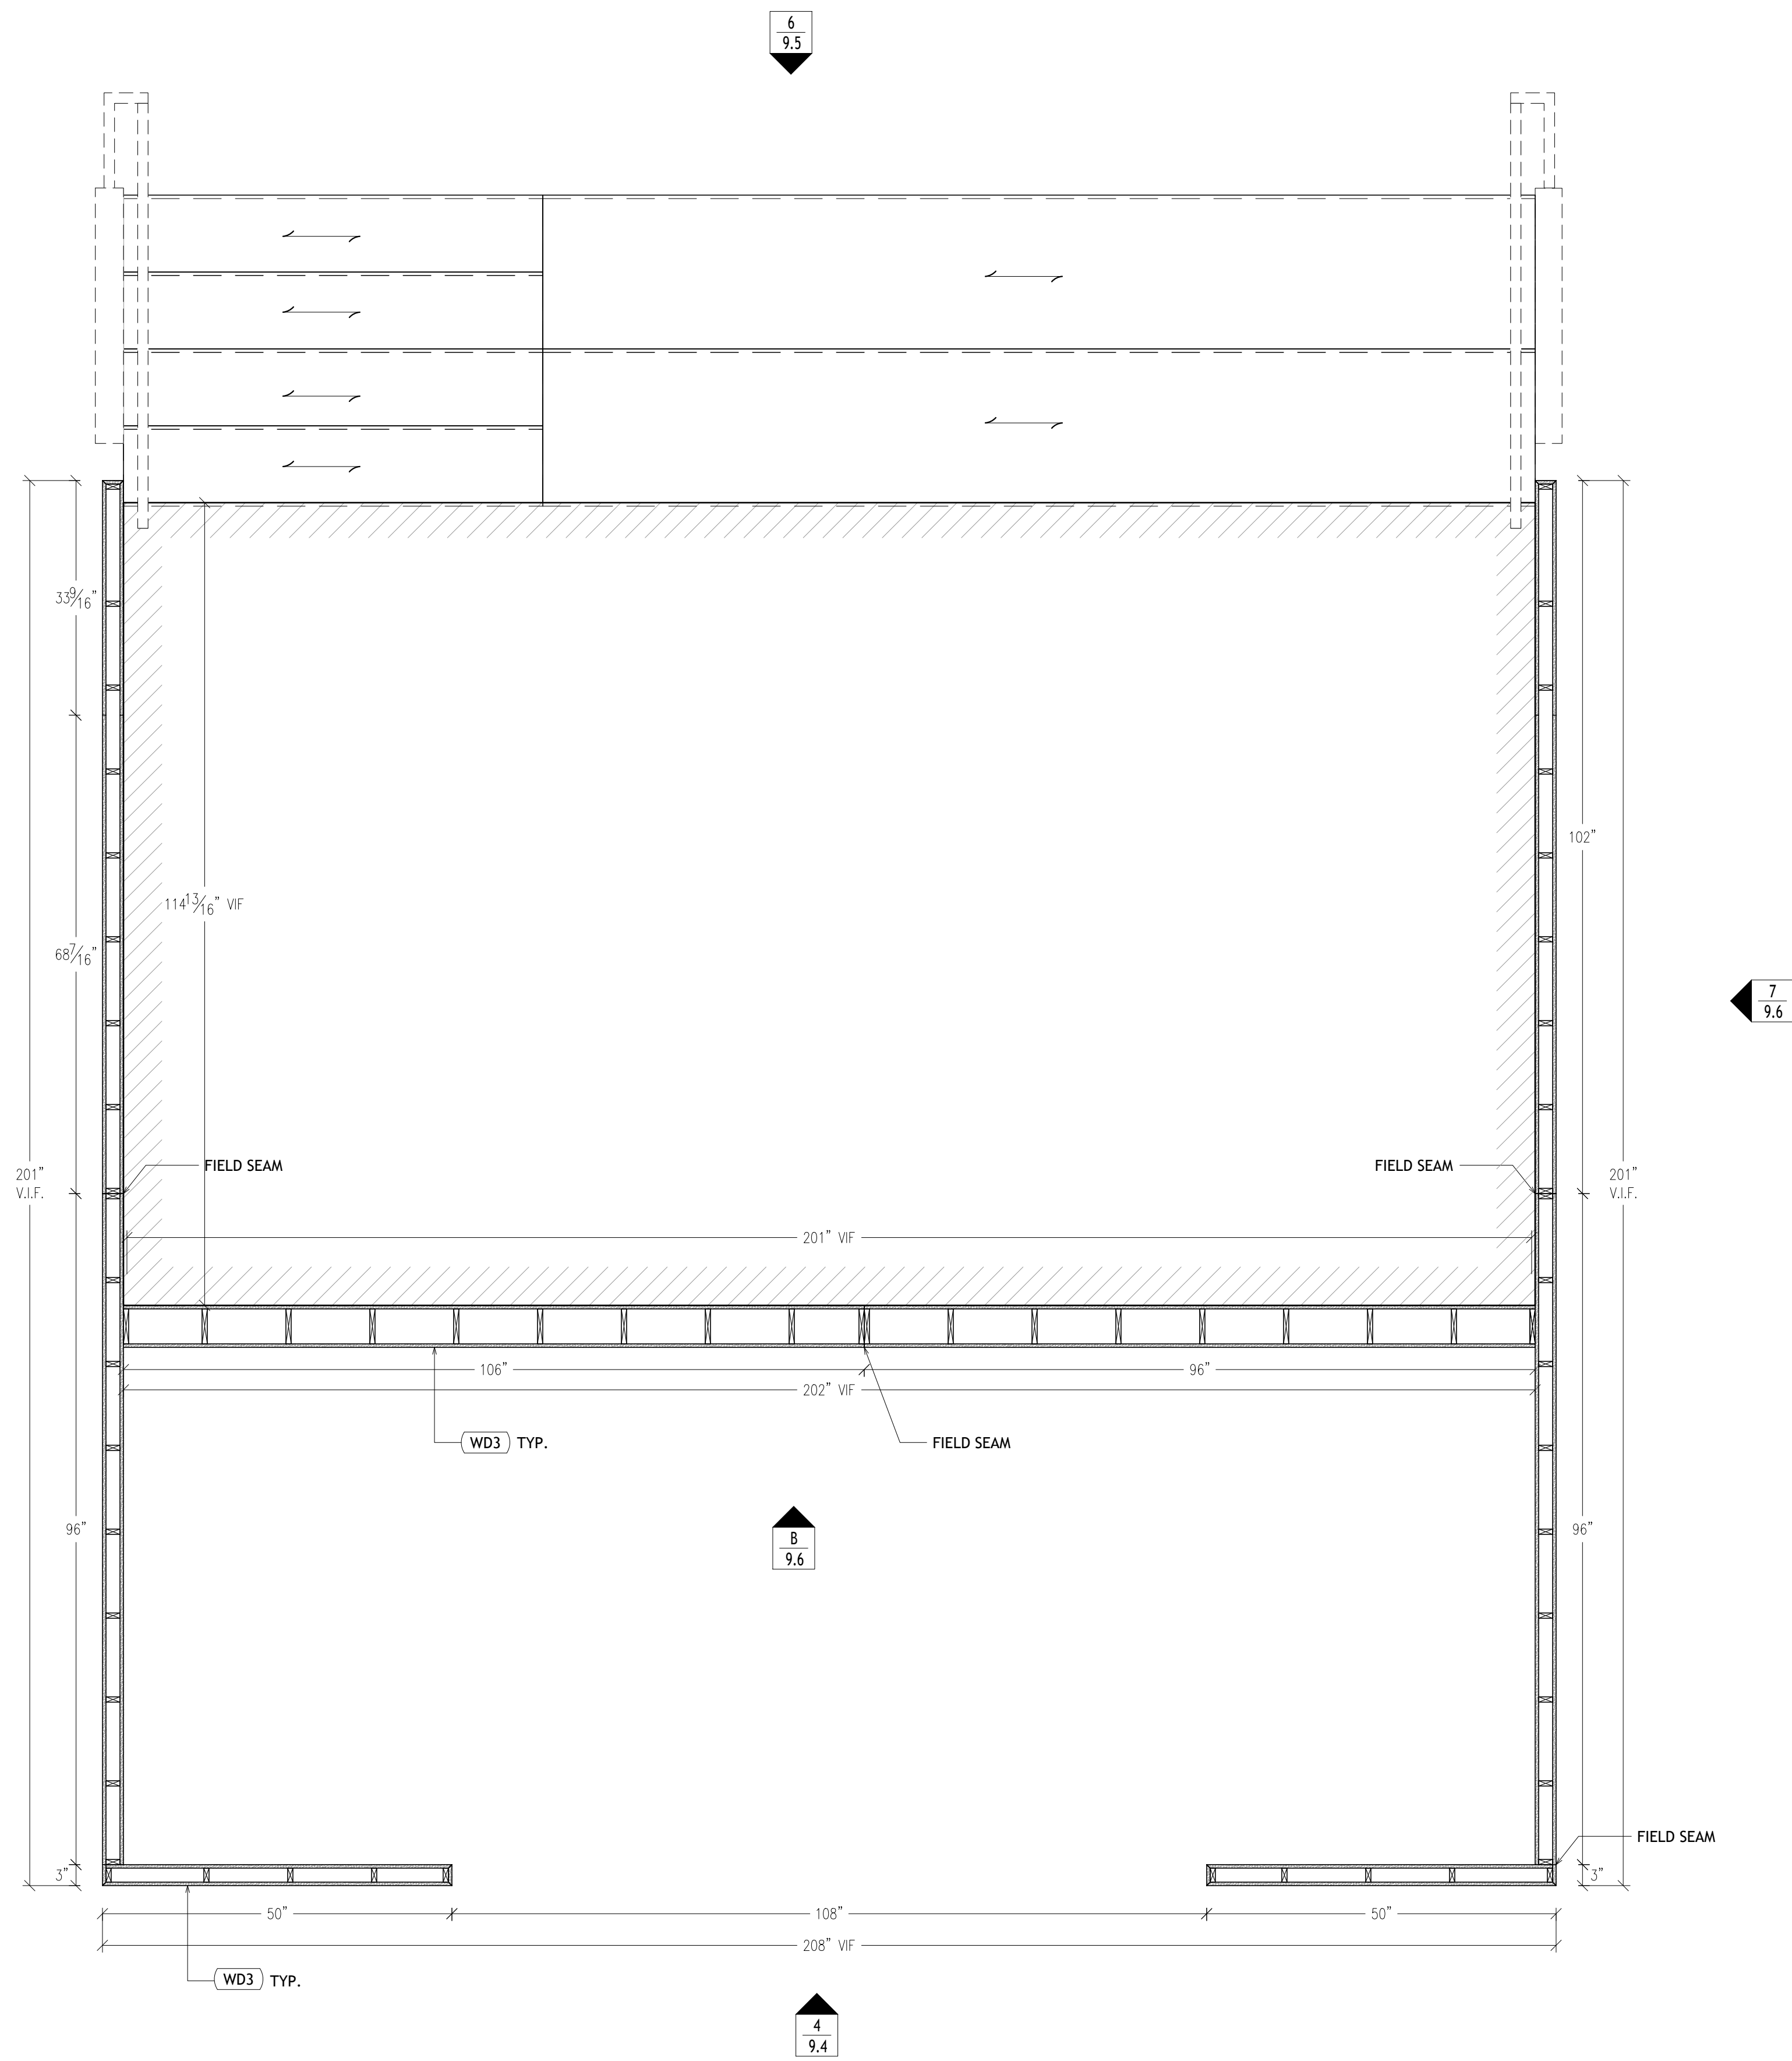 6
9.5
33 9/16"
102"
114 13/16" VIF
68 7/16"
7
9.6
FIELD SEAM
FIELD SEAM
201"
V.I.F.
201"
V.I.F.
201" VIF
106"
96"
202" VIF
WD3 TYP.
FIELD SEAM
96"
B
9.6
96"
FIELD SEAM
3"
3"
50"
108"
50"
208" VIF
WD3 TYP.
4
9.4